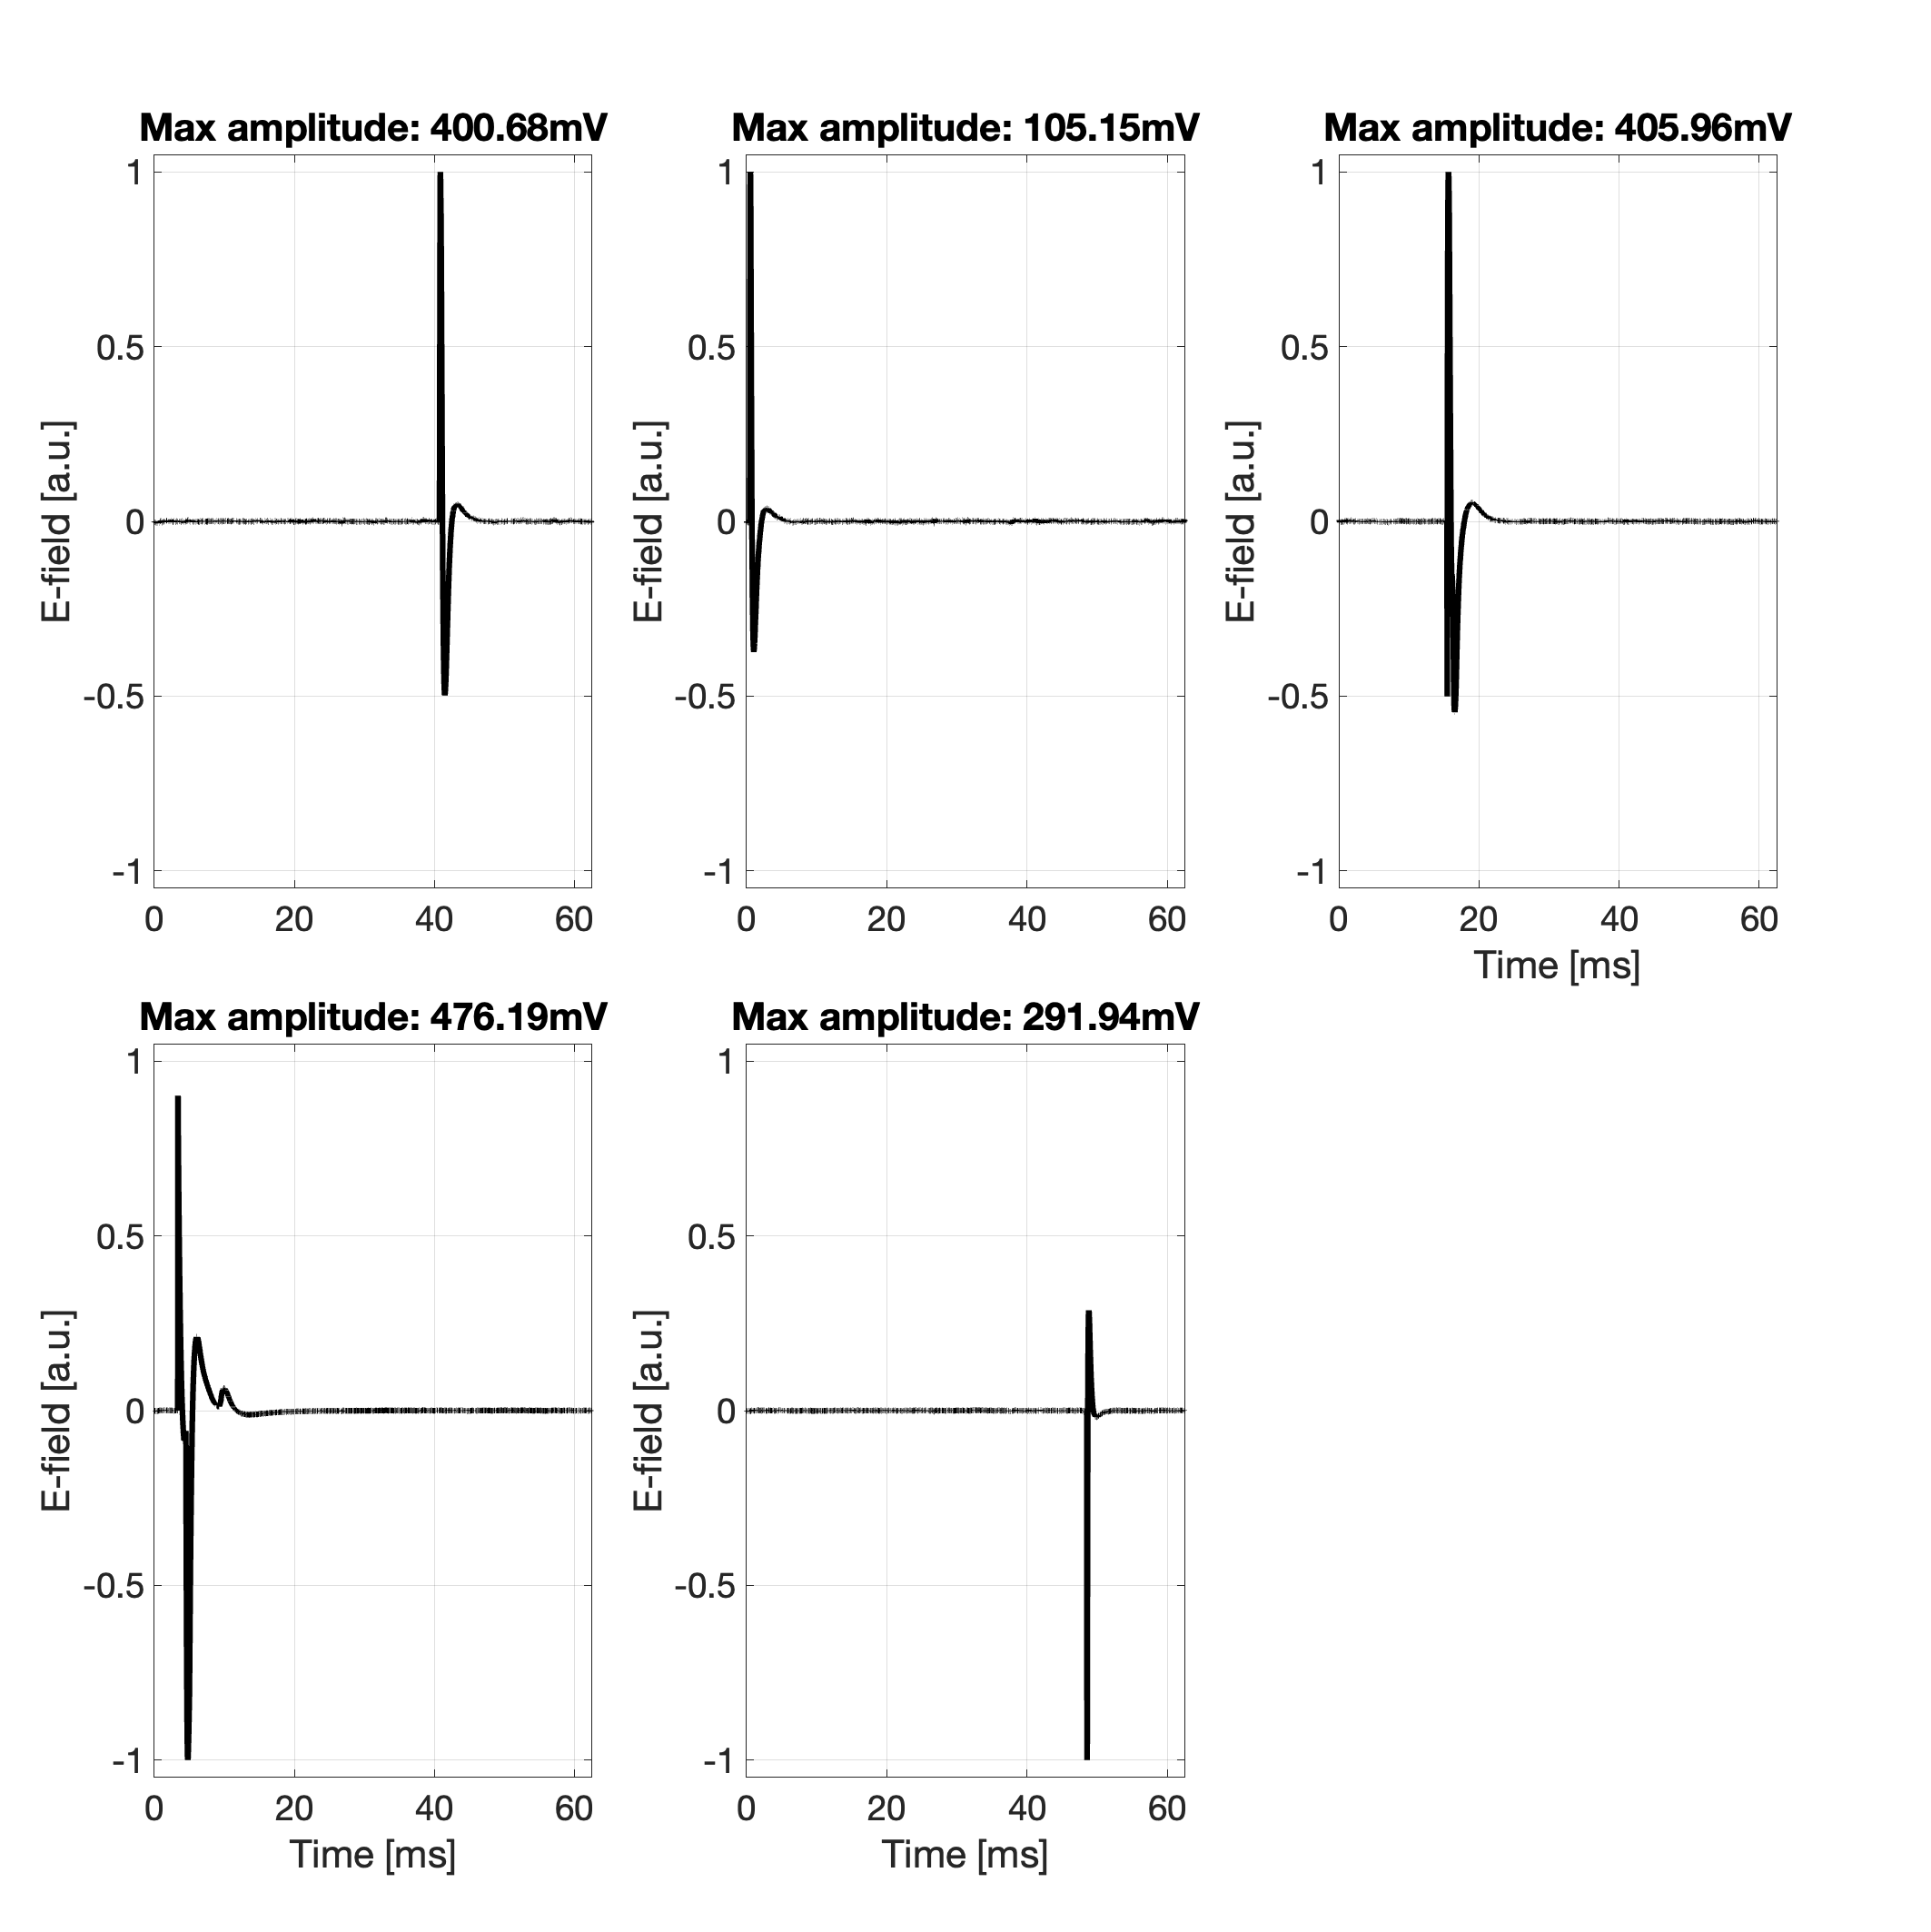 Max amplitude: 400.68mV
1
0.5
0
-0.5
-1
E-field [a.u.]
0 20 40 60
Max amplitude: 105.15mV
1
0.5
0
-0.5
-1
E-field [a.u.]
0 20 40 60
Max amplitude: 405.96mV
1
0.5
0
-0.5
-1
E-field [a.u.]
0 20 40 60
Time [ms]
Max amplitude: 476.19mV
1
0.5
0
-0.5
-1
E-field [a.u.]
0 20 40 60
Time [ms]
Max amplitude: 291.94mV
1
0.5
0
-0.5
-1
E-field [a.u.]
0 20 40 60
Time [ms]